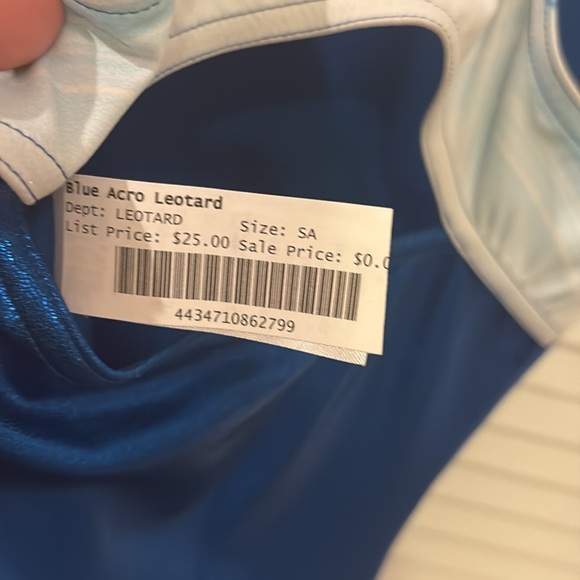 Blue Acro Leotard
Dept: LEOTARD Size: SA
List Price: $25.00 Sale Price: $0.0
4434710862799